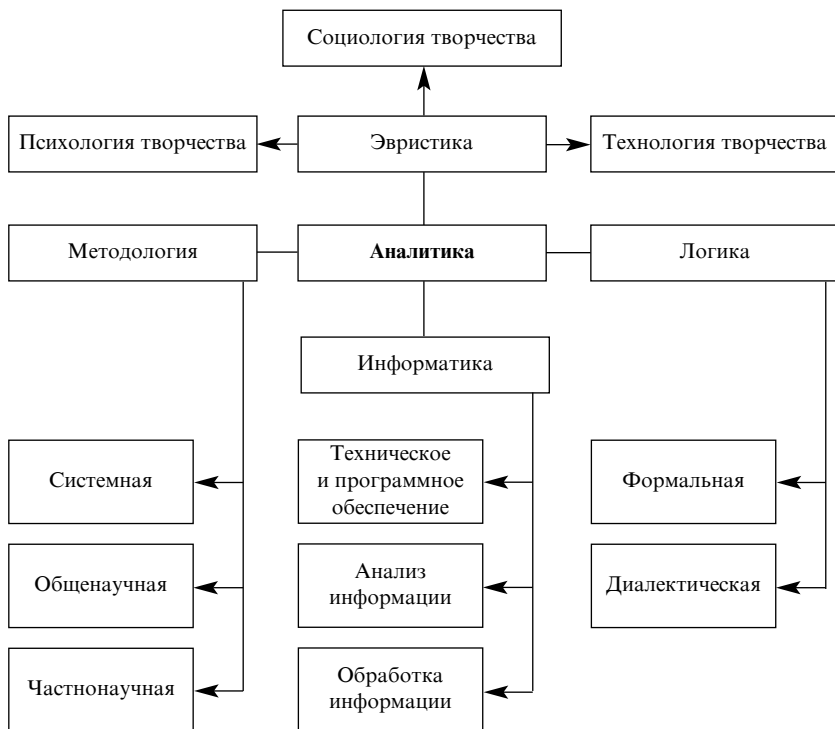 Социология творчества
Психология творчества
Эвристика
Технология творчества
Методология
Аналитика
Логика
Информатика
Системная
Техническое
и программное
обеспечение
Формальная
Общенаучная
Анализ
информации
Диалектическая
Частнонаучная
Обработка
информации